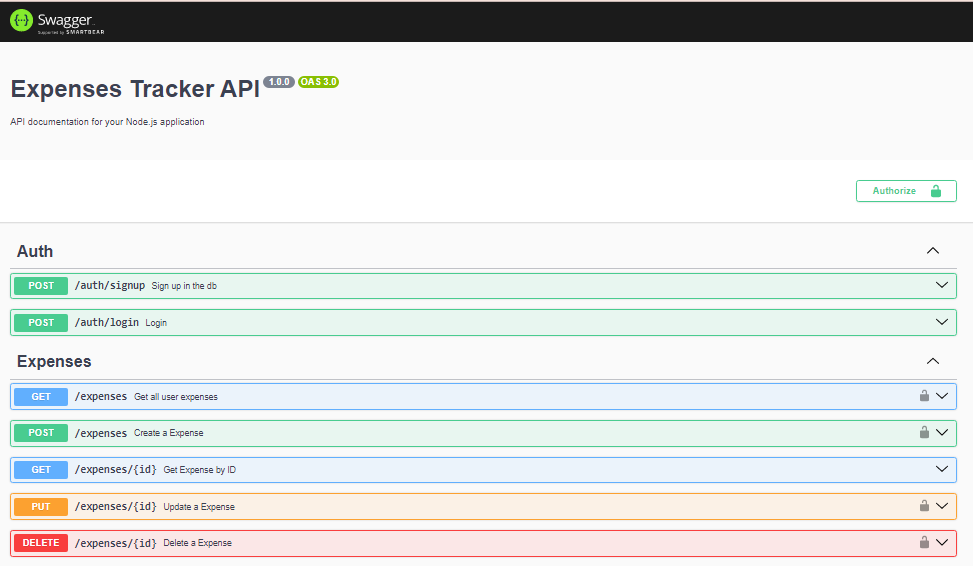 {···} Swagger
Supported by SMARTBEAR
Expenses Tracker API 1.0.0 OAS 3.0
API documentation for your Node.js application
Authorize
Auth
POST /auth/signup Sign up in the db
POST /auth/login Login
Expenses
GET /expenses Get all user expenses
POST /expenses Create a Expense
GET /expenses/{id} Get Expense by ID
PUT /expenses/{id} Update a Expense
DELETE /expenses/{id} Delete a Expense